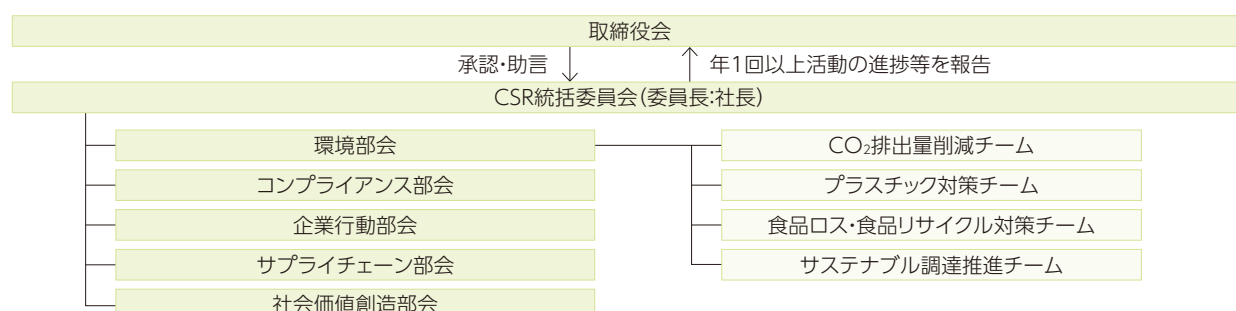 取締役会
承認・助言
年1回以上活動の進捗等を報告
CSR統括委員会(委員長:社長)
環境部会
CO₂排出量削減チーム
コンプライアンス部会
プラスチック対策チーム
企業行動部会
食品ロス・食品リサイクル対策チーム
サプライチェーン部会
サステナブル調達推進チーム
社会価値創造部会